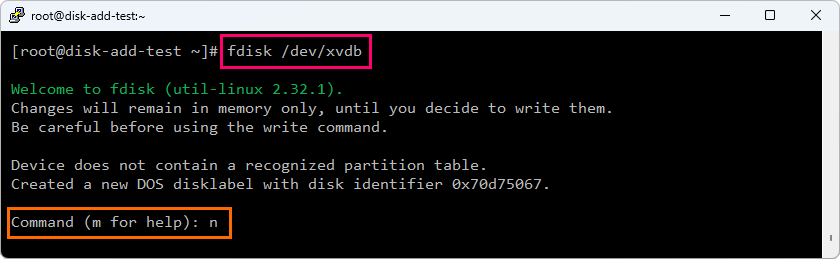 root@disk-add-test:~
[root@disk-add-test ~]# fdisk /dev/xvdb
Welcome to fdisk (util-linux 2.32.1).
Changes will remain in memory only, until you decide to write them.
Be careful before using the write command.
Device does not contain a recognized partition table.
Created a new DOS disklabel with disk identifier 0x70d75067.
Command (m for help): n